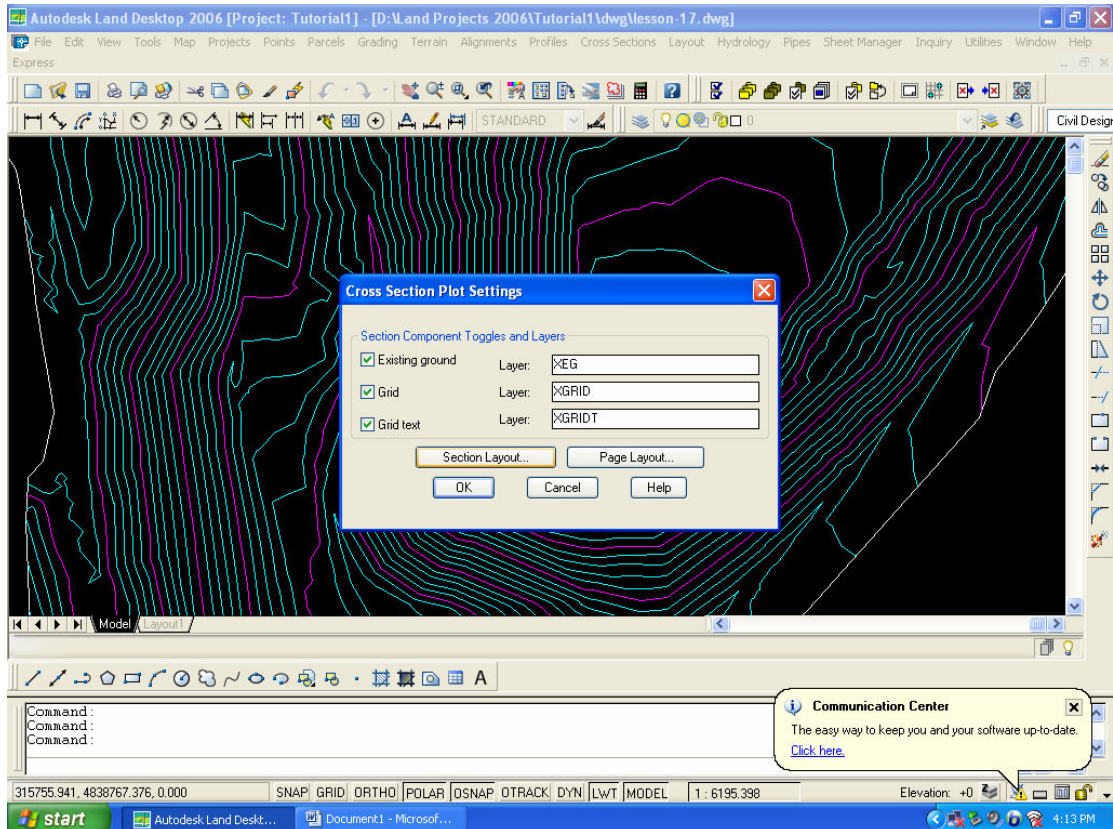 Autodesk Land Desktop 2006 [Project: Tutorial1] - [D:\Land Projects 2006\Tutorial1\dwg\lesson-17.dwg]
File Edit View Tools Map Projects Points Parcels Grading Terrain Alignments Profiles Cross Sections Layout Hydrology Pipes Sheet Manager Inquiry Utilities Window Help
Express
STANDARD 0 Civil Design
Cross Section Plot Settings
Section Component Toggles and Layers
Existing ground Layer: XEG
Grid Layer: XGRID
Grid text Layer: XGRIDT
Section Layout... Page Layout...
OK Cancel Help
Model Layout1
A
Command:
Command:
Command:
Communication Center
The easy way to keep you and your software up-to-date.
Click here.
315755.941, 4838767.376, 0.000 SNAP GRID ORTHO POLAR OSNAP OTRACK DYN LWT MODEL 1 : 6195.398 Elevation: +0
start Autodesk Land Deskt... Document1 - Microsof... 4:13 PM